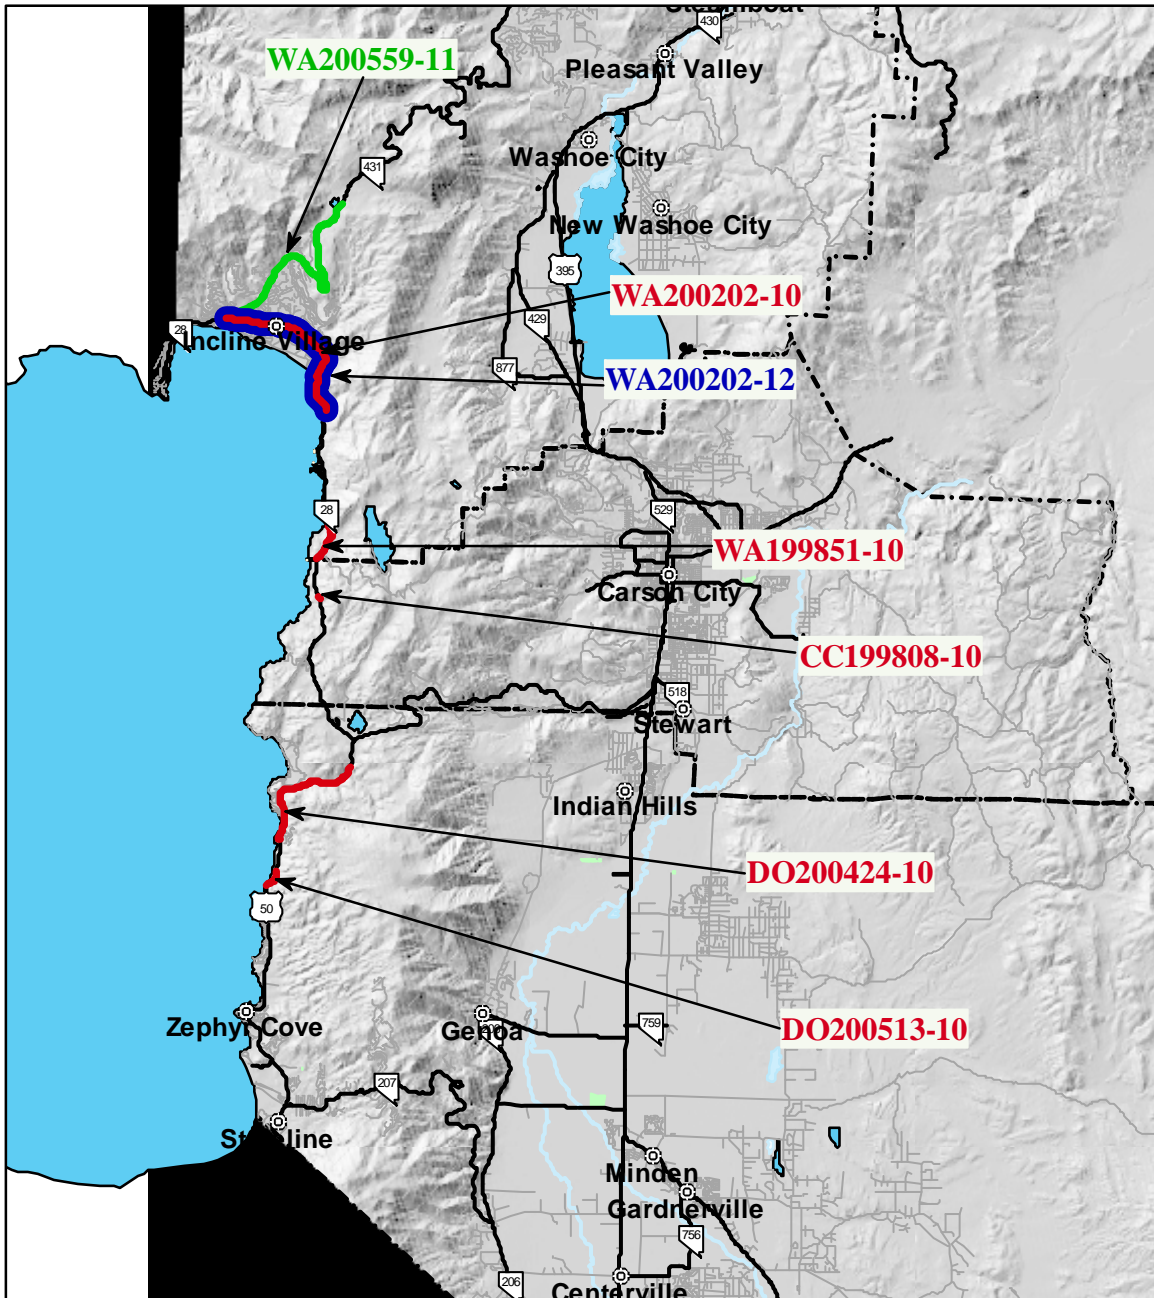 Steamboat
430
WA200559-11
Pleasant Valley
Washoe City
431
New Washoe City
395
WA200202-10
28
Incline Village
429
877
WA200202-12
28
529
WA199851-10
Carson City
CC199808-10
518
Stewart
Indian Hills
DO200424-10
50
Zephyr Cove
Genoa
759
DO200513-10
207
Stateline
Minden
Gardnerville
756
206
Centerville